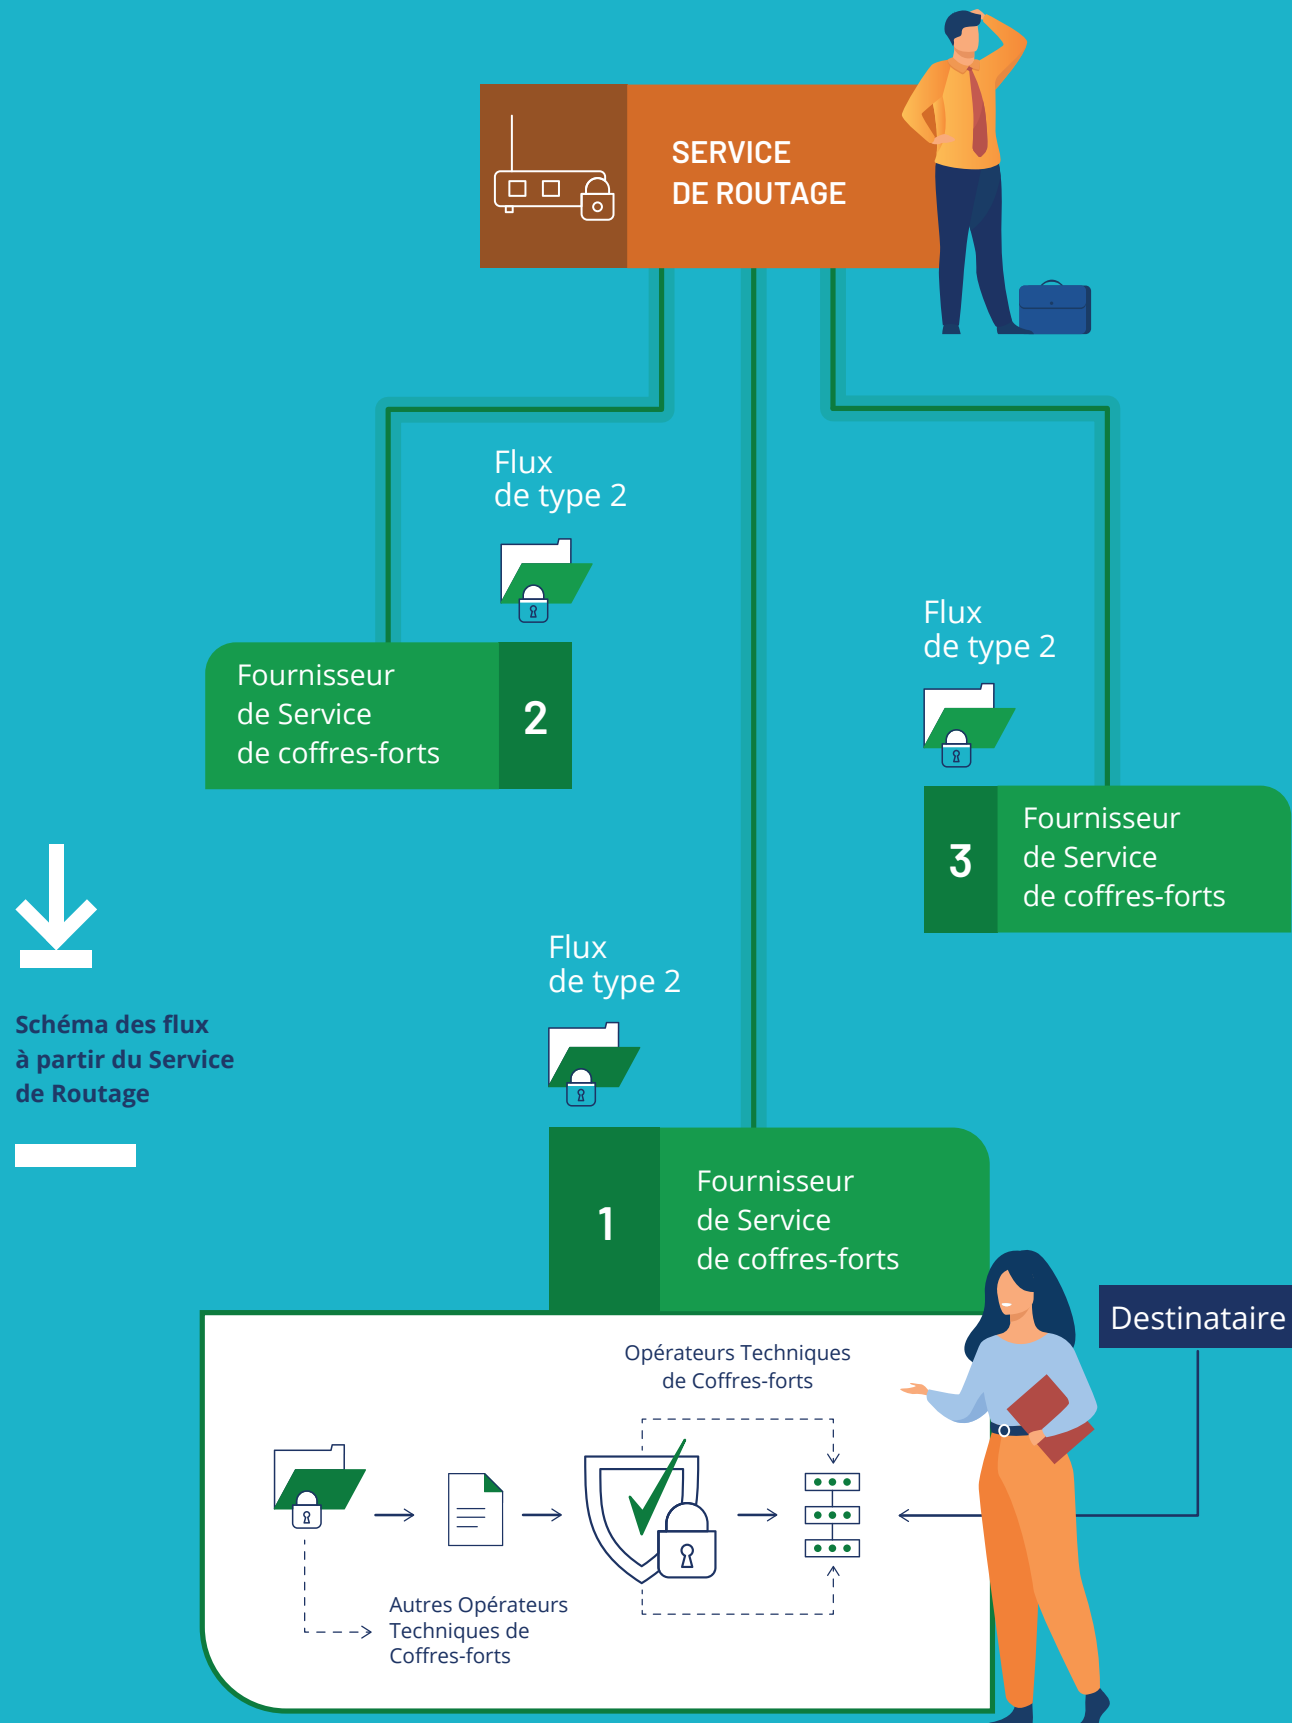 SERVICE
DE ROUTAGE
Flux
de type 2
Fournisseur
de Service
de coffres-forts
2
Flux
de type 2
3
Fournisseur
de Service
de coffres-forts
Schéma des flux
à partir du Service
de Routage
Flux
de type 2
1
Fournisseur
de Service
de coffres-forts
Destinataire
Opérateurs Techniques
de Coffres-forts
Autres Opérateurs
Techniques de
Coffres-forts